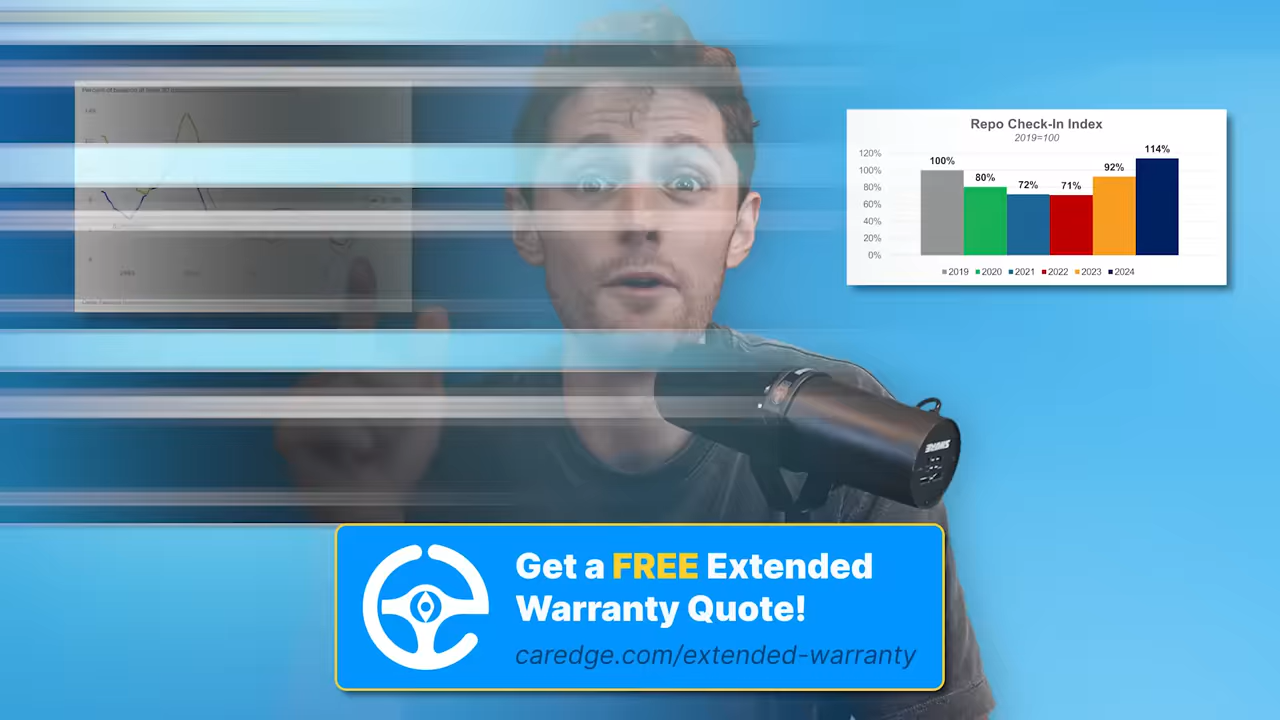 Repo Check-In Index
2019=100
120%
100%
80%
60%
40%
20%
0%
100%
80%
72%
71%
92%
114%
2019 2020 2021 2022 2023 2024
SHURE
Get a FREE Extended
Warranty Quote!
caredge.com/extended-warranty